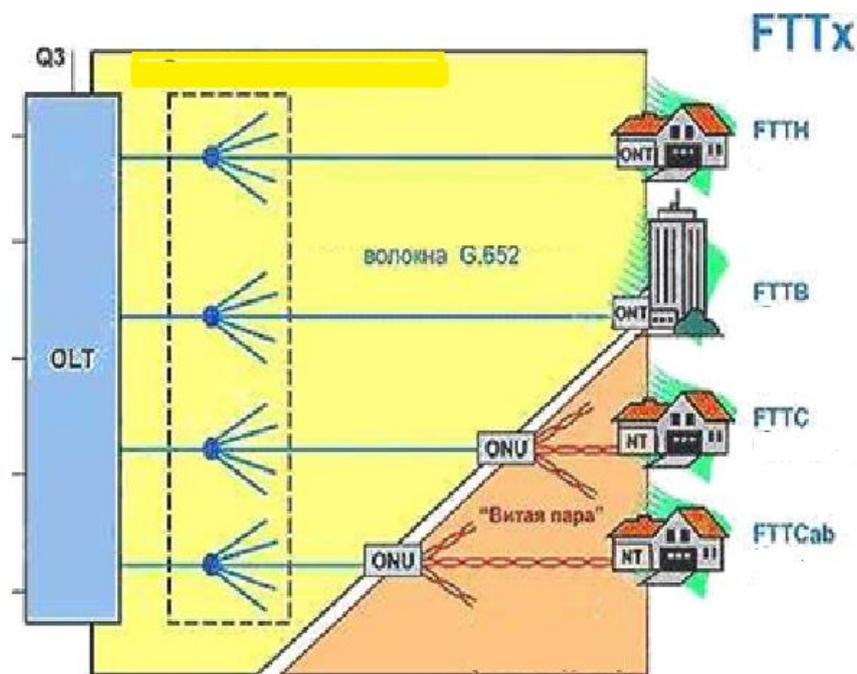 FTTx
Q3
FTTH
ONT
волокна G.652
FTTB
ONT
OLT
FTTC
ONU
NT
"Витая пара"
FTTCab
ONU
NT